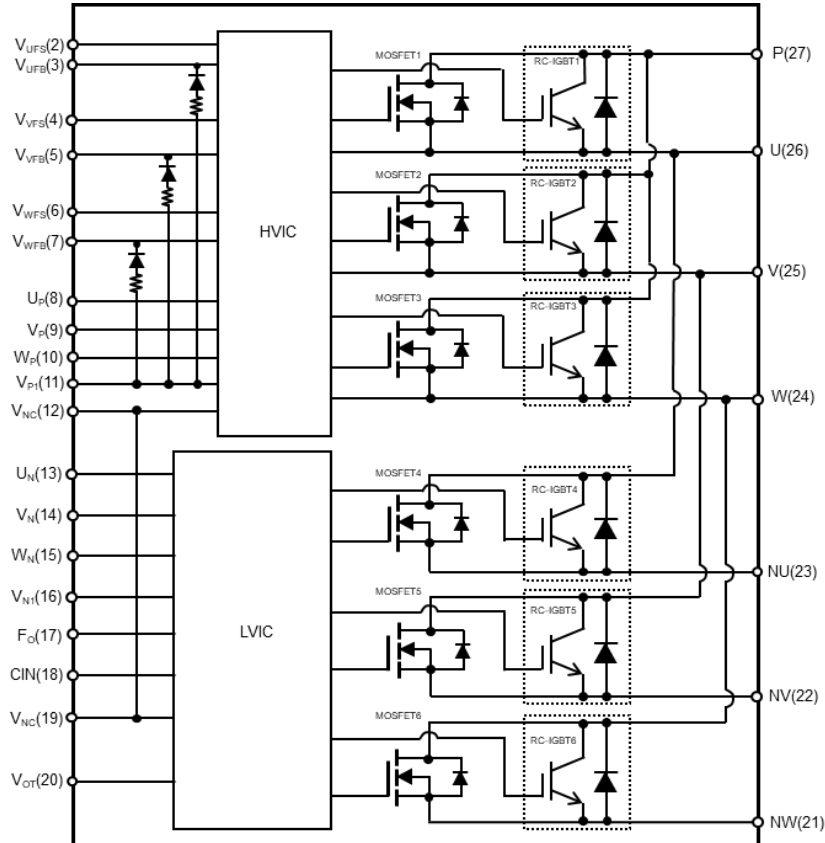 VUFS(2)
VUFB(3)
VVFS(4)
VVFB(5)
VWFS(6)
VWFB(7)
UP(8)
VP(9)
WP(10)
VP1(11)
VNC(12)
UN(13)
VN(14)
WN(15)
VN1(16)
FO(17)
CIN(18)
VNC(19)
VOT(20)
HVIC
LVIC
MOSFET1
RC-IGBT1
MOSFET2
RC-IGBT2
MOSFET3
RC-IGBT3
MOSFET4
RC-IGBT4
MOSFET5
RC-IGBT5
MOSFET6
RC-IGBT6
P(27)
U(26)
V(25)
W(24)
NU(23)
NV(22)
NW(21)